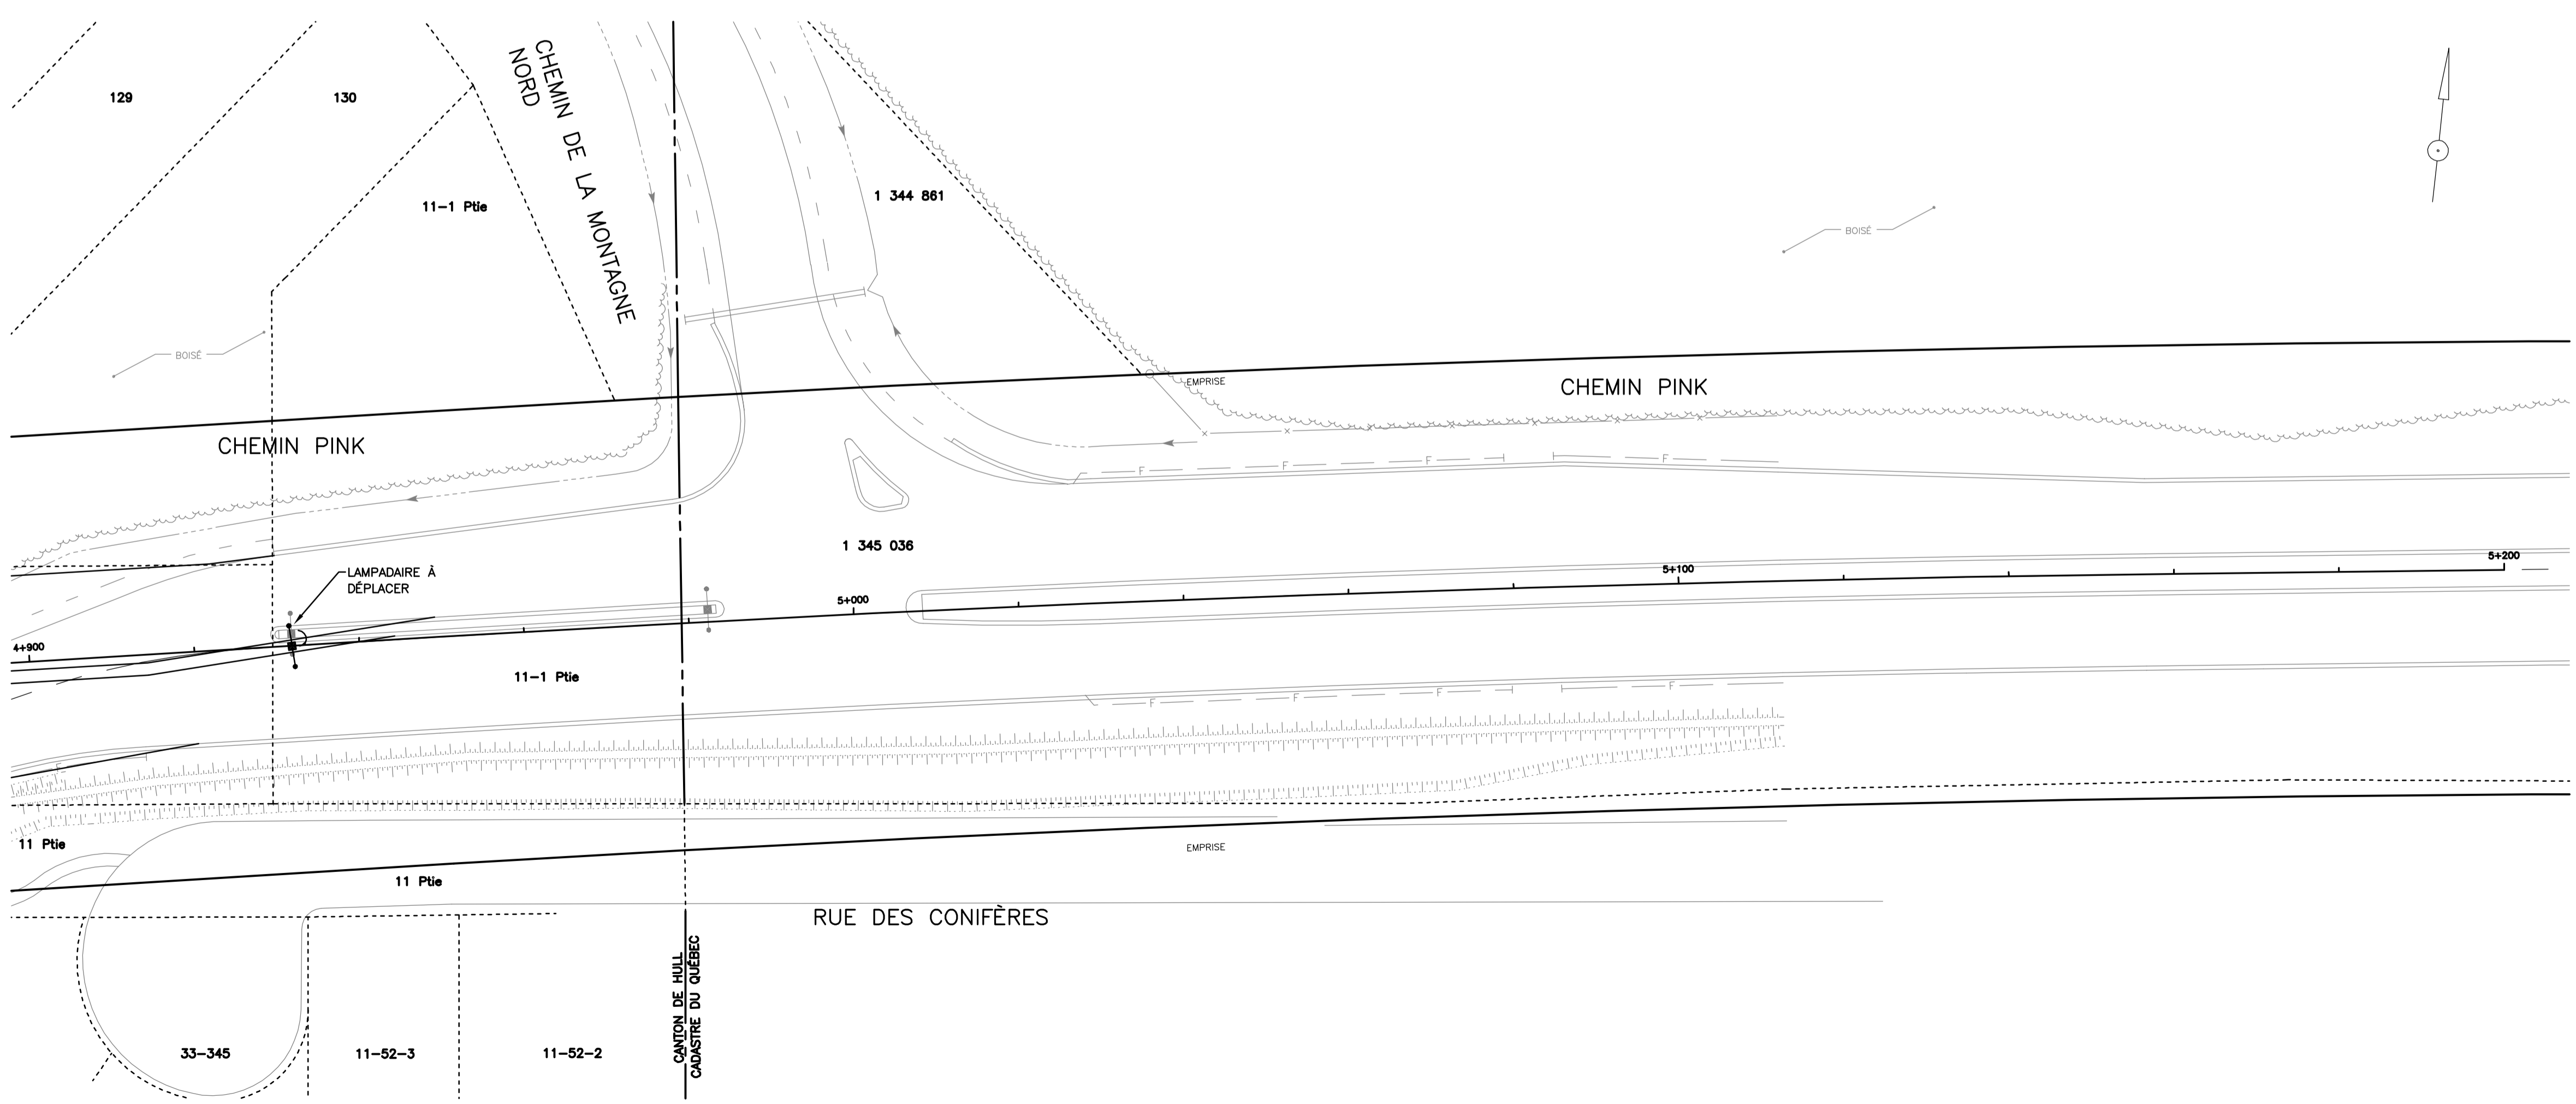 129
130
CHEMIN DE LA MONTAGNE
NORD
11-1 Ptie
1 344 861
BOISÉ
BOISÉ
EMPRISE
CHEMIN PINK
CHEMIN PINK
F
F
F
F
1 345 036
5+200
5+100
5+000
LAMPADAIRE À
DÉPLACER
4+900
11-1 Ptie
F
F
F
F
F
11 Ptie
EMPRISE
11 Ptie
RUE DES CONIFÈRES
CANTON DE HULL
CADASTRE DU QUÉBEC
33-345
11-52-3
11-52-2